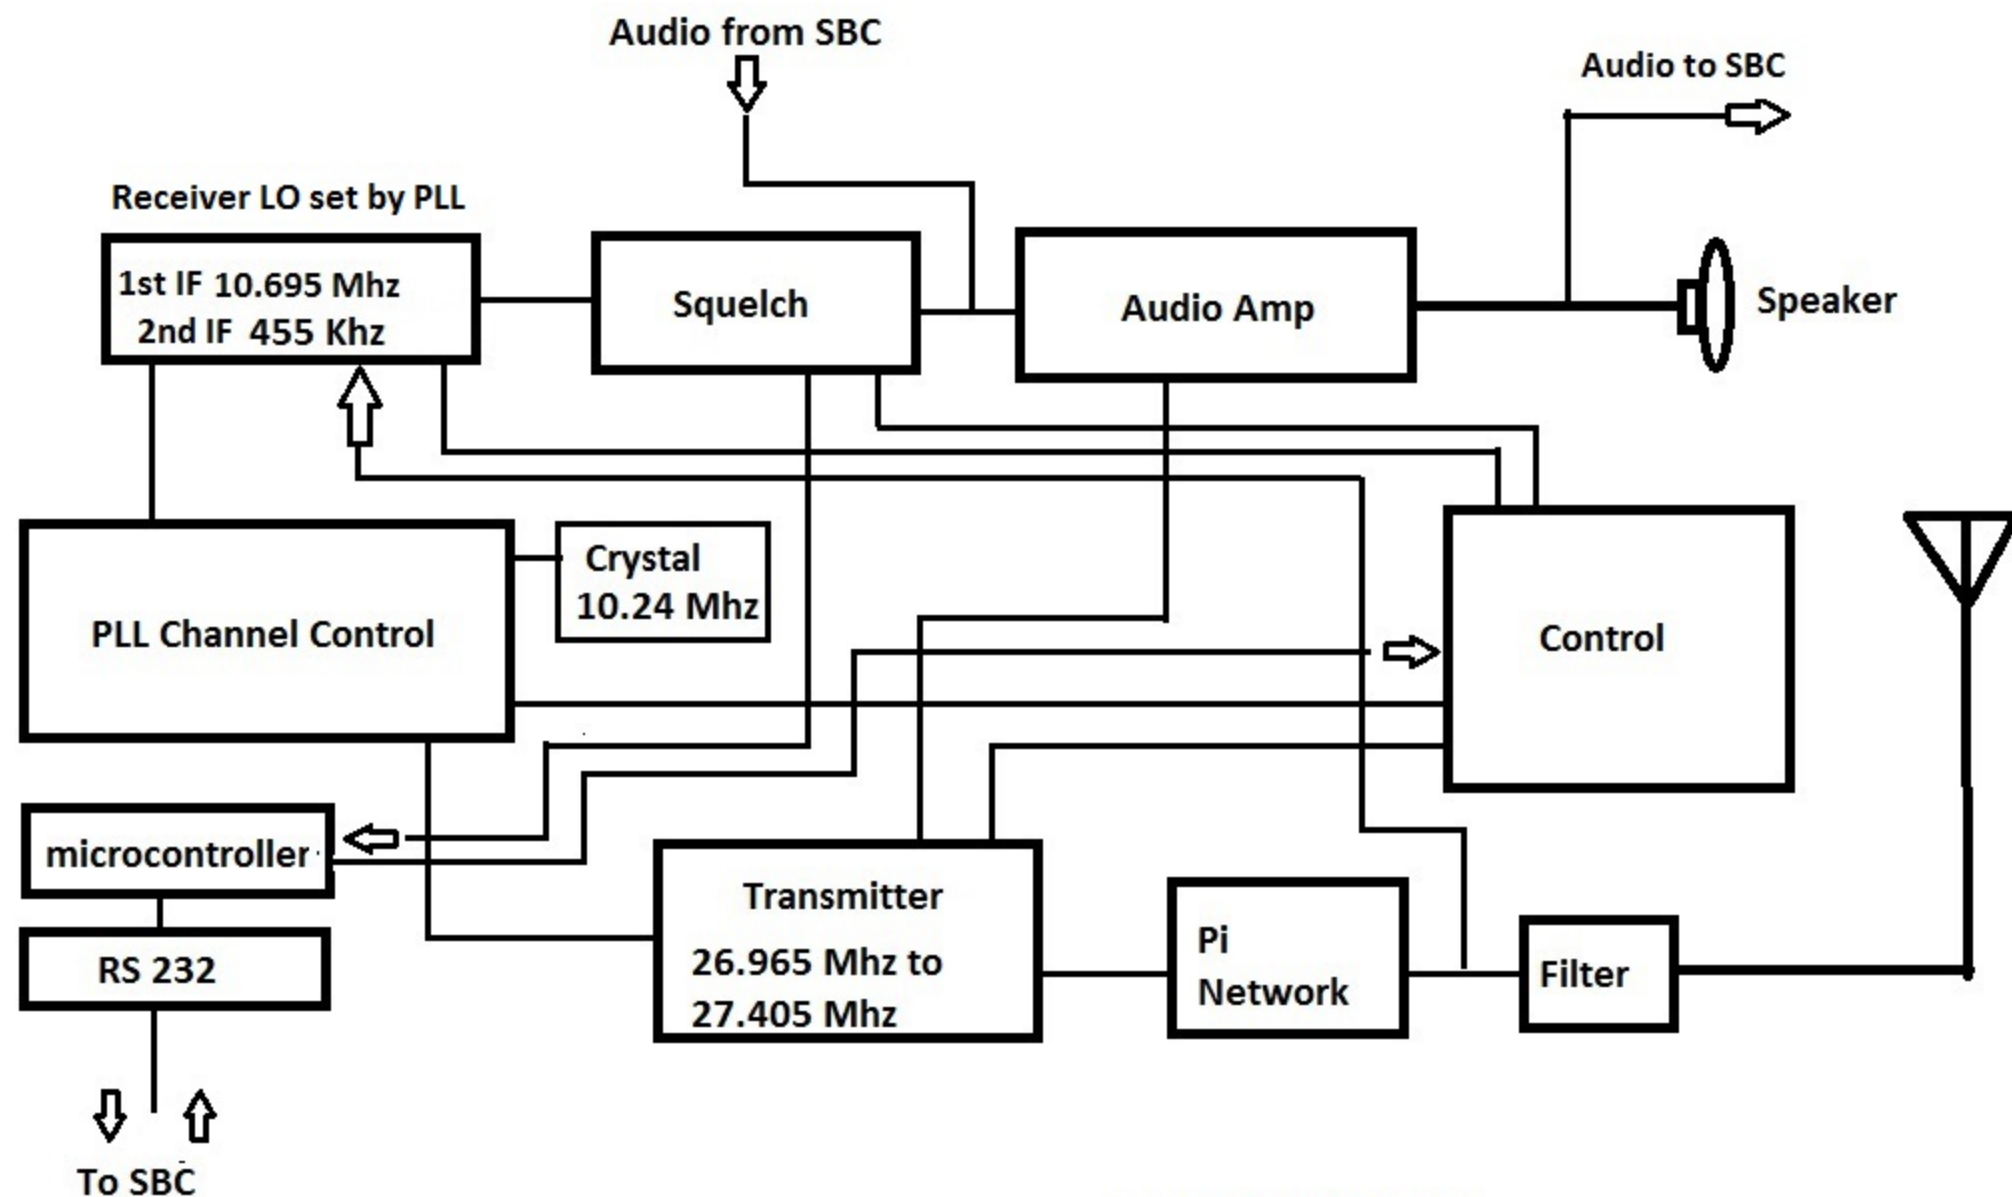 Audio from SBC
Audio to SBC
Receiver LO set by PLL
1st IF 10.695 Mhz
2nd IF 455 Khz
Squelch
Audio Amp
Speaker
Crystal
10.24 Mhz
PLL Channel Control
Control
microcontroller
RS 232
Transmitter
26.965 Mhz to
27.405 Mhz
Pi
Network
Filter
To SBC